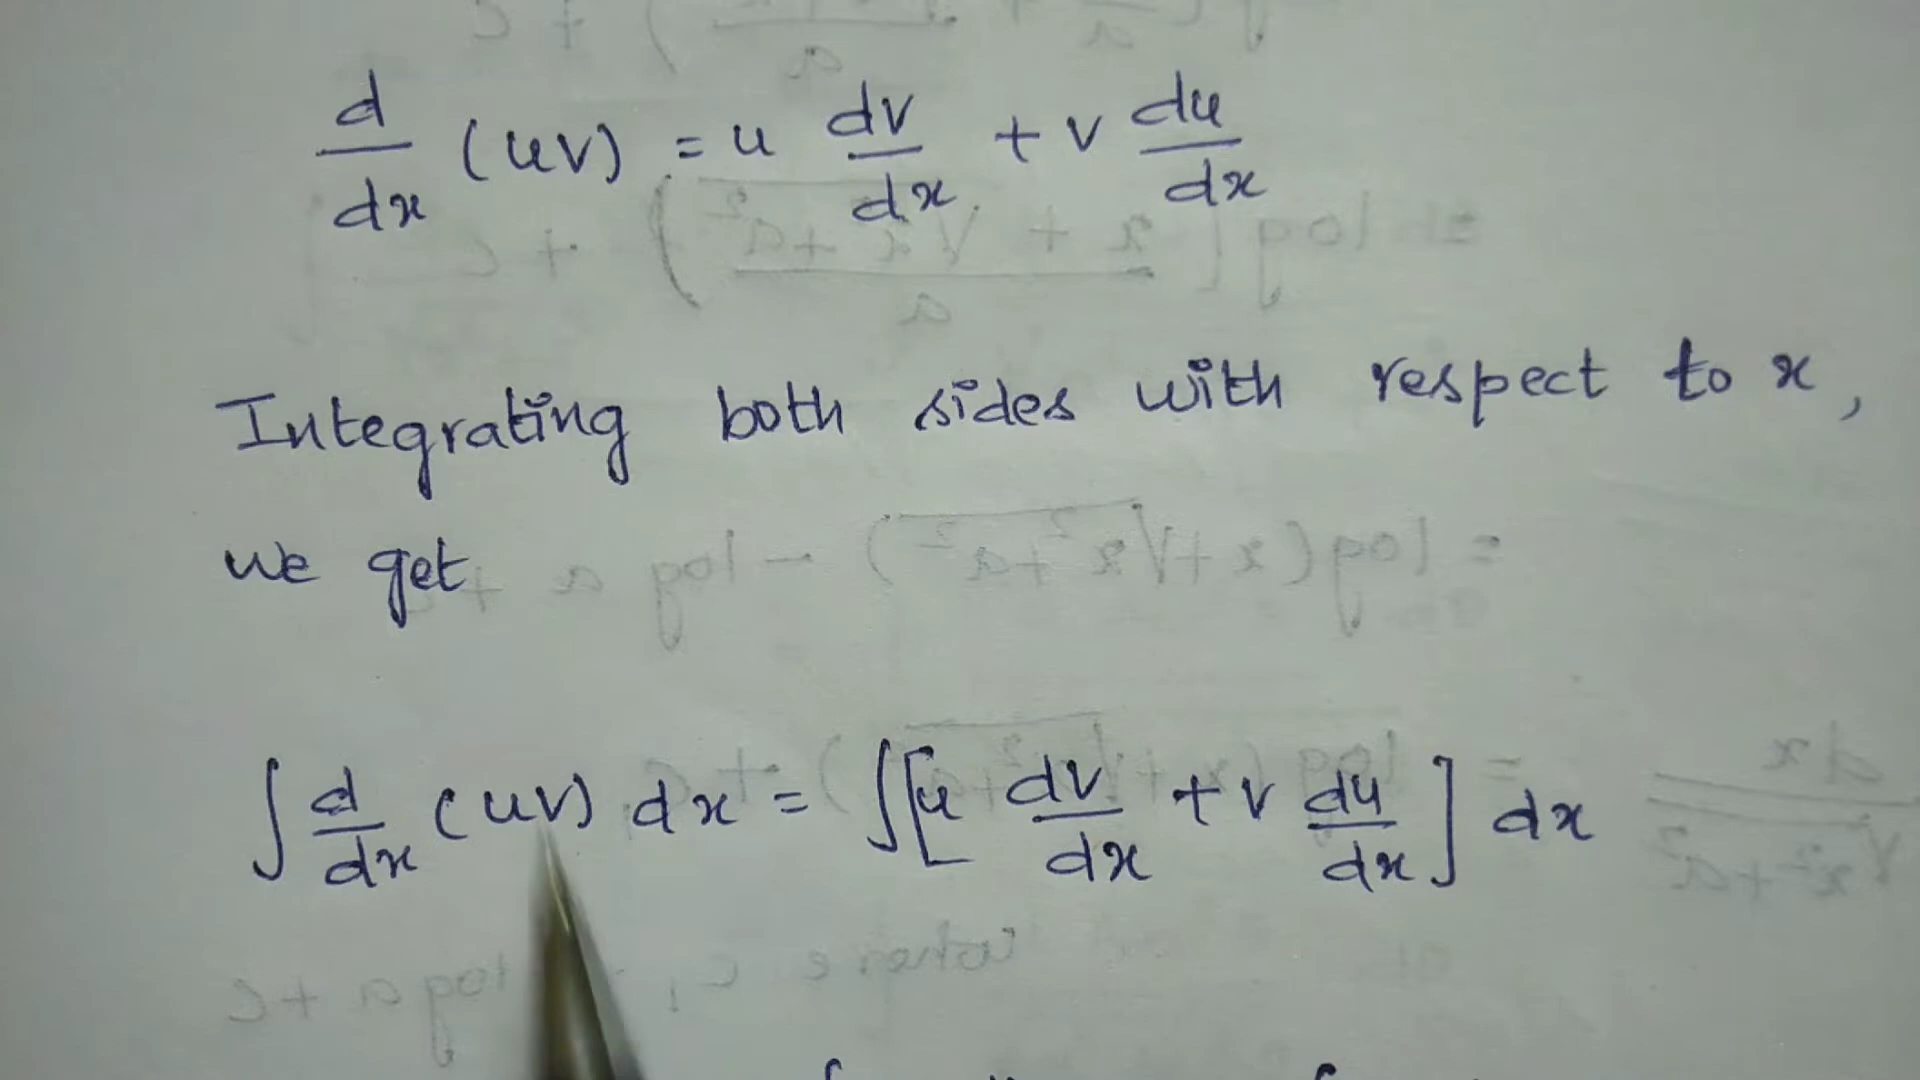 d/dx (uv) = u dv/dx + v du/dx
Integrating both sides with respect to x,
we get
∫ d/dx (uv) dx = ∫[u dv/dx + v du/dx] dx